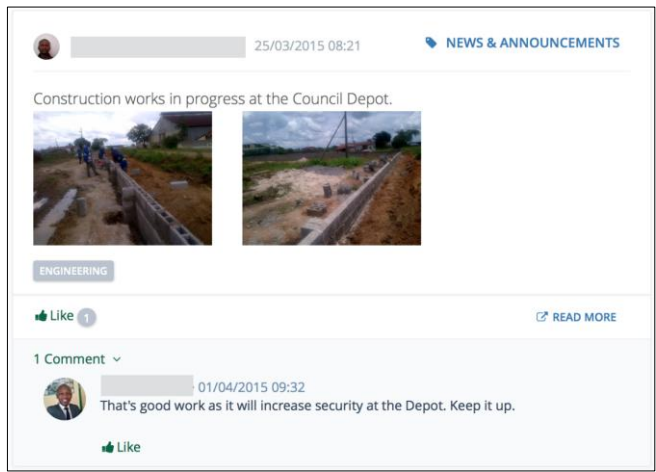 25/03/2015 08:21 NEWS & ANNOUNCEMENTS
Construction works in progress at the Council Depot.
ENGINEERING
Like 1
READ MORE
1 Comment
01/04/2015 09:32
That's good work as it will increase security at the Depot. Keep it up.
Like